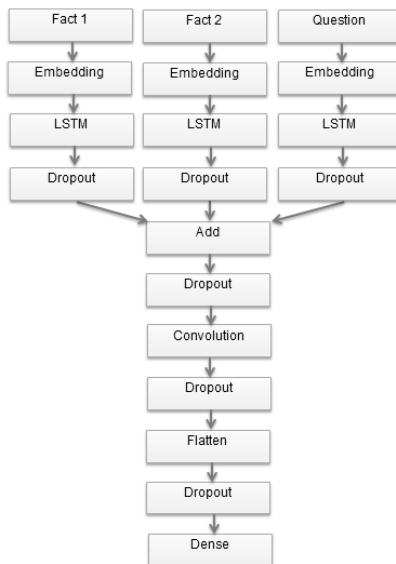 Fact 1
Fact 2
Question
Embedding
Embedding
Embedding
LSTM
LSTM
LSTM
Dropout
Dropout
Dropout
Add
Dropout
Convolution
Dropout
Flatten
Dropout
Dense